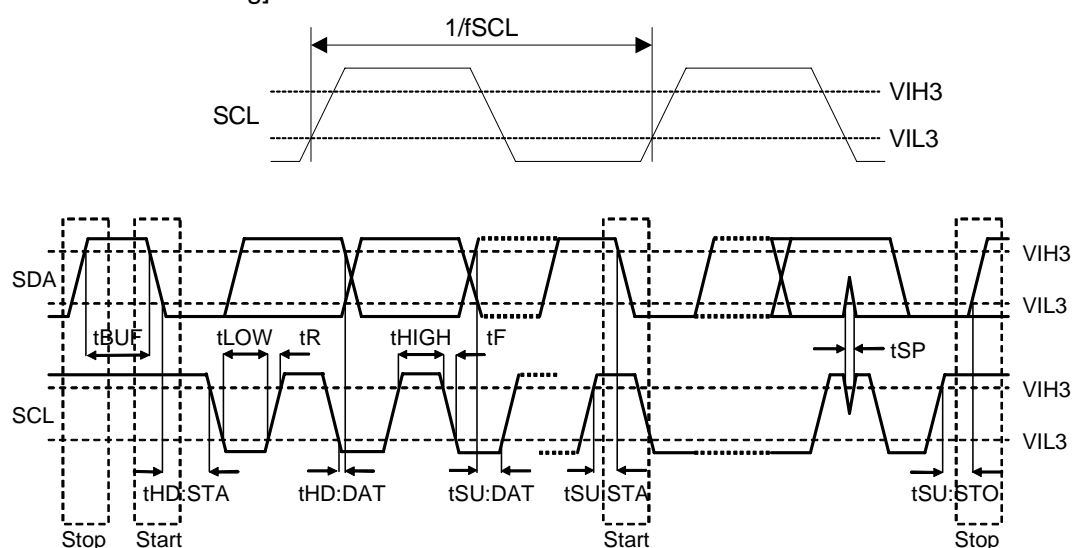 g]
1/fSCL
SCL
VIH3
VIL3
SDA
VIH3
VIL3
tBUF
tLOW
tR
tHIGH
tF
tSP
SCL
VIH3
VIL3
tHD:STA
tHD:DAT
tSU:DAT
tSU:STA
tSU:STO
Stop
Start
Start
Stop